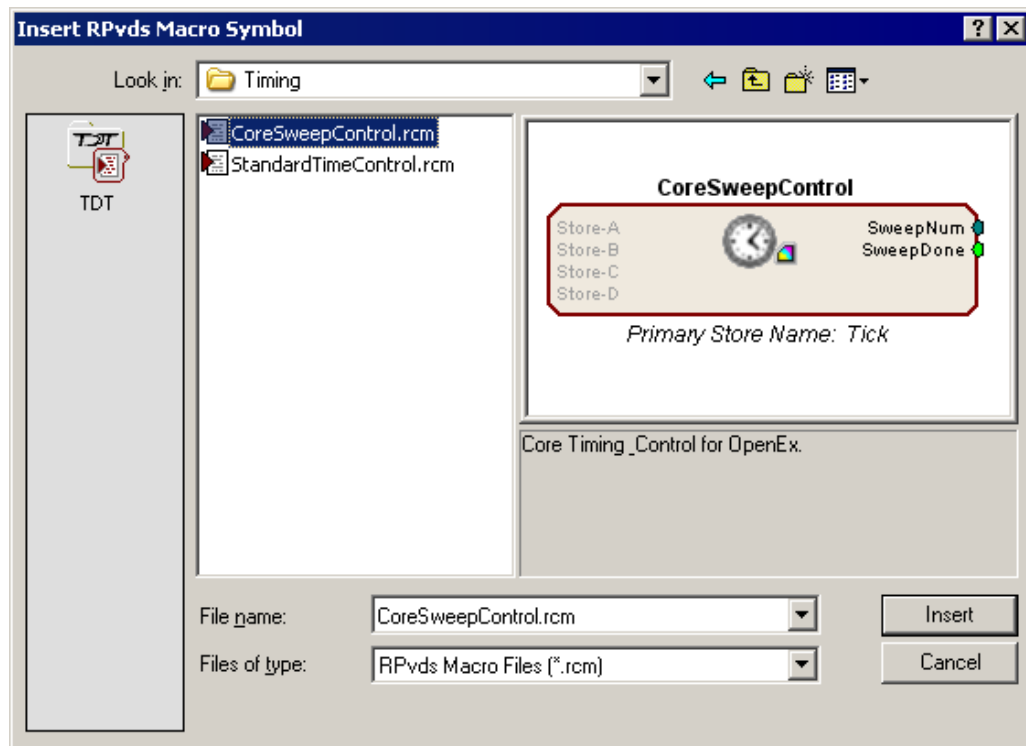 Insert RPvds Macro Symbol
Look in: Timing
TDT
TDT
CoreSweepControl.rcm
StandardTimeControl.rcm
CoreSweepControl
Store-A SweepNum
Store-B SweepDone
Store-C
Store-D
Primary Store Name: Tick
Core Timing _Control for OpenEx.
File name: CoreSweepControl.rcm Insert
Files of type: RPvds Macro Files (*.rcm) Cancel